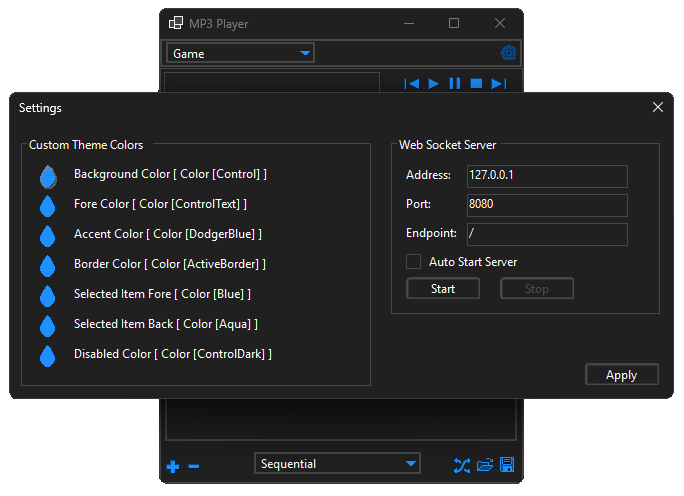 MP3 Player
Game
Settings
Custom Theme Colors
Background Color [ Color [Control] ]
Fore Color [ Color [ControlText] ]
Accent Color [ Color [DodgerBlue] ]
Border Color [ Color [ActiveBorder] ]
Selected Item Fore [ Color [Blue] ]
Selected Item Back [ Color [Aqua] ]
Disabled Color [ Color [ControlDark] ]
Web Socket Server
Address: 127.0.0.1
Port: 8080
Endpoint: /
Auto Start Server
Start Stop
Apply
Sequential